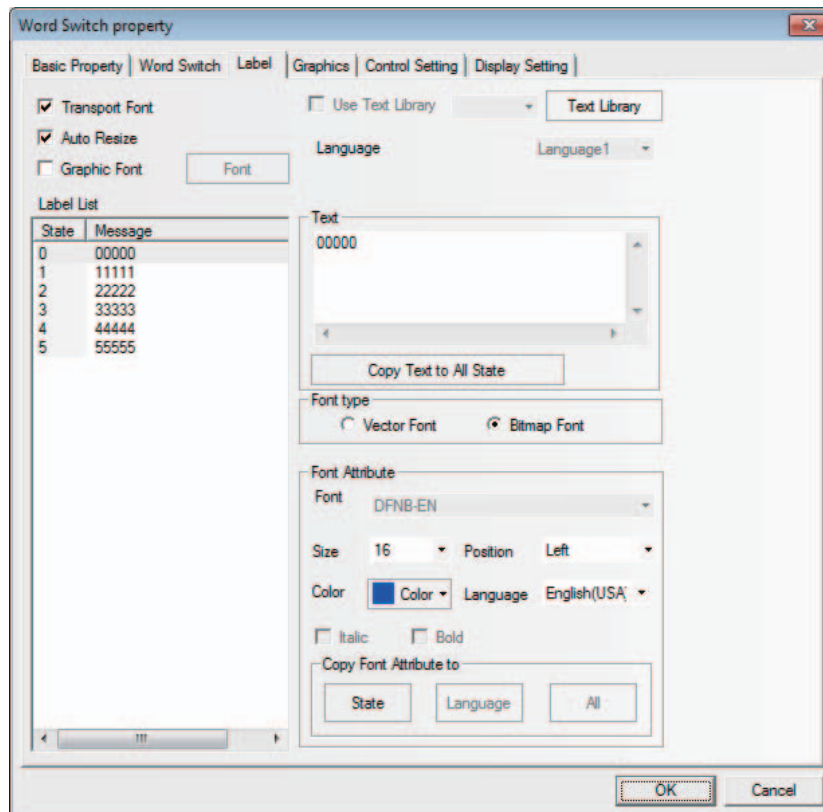 Word Switch property
Basic Property Word Switch Label Graphics Control Setting Display Setting
Transport Font
Auto Resize
Graphic Font Font
Label List
State Message
0 00000
1 11111
2 22222
3 33333
4 44444
5 55555
Use Text Library Text Library
Language Language1
Text
00000
Copy Text to All State
Font type
Vector Font Bitmap Font
Font Attribute
Font DFNB-EN
Size 16 Position Left
Color Color Language English(USA)
Italic Bold
Copy Font Attribute to
State Language All
OK Cancel